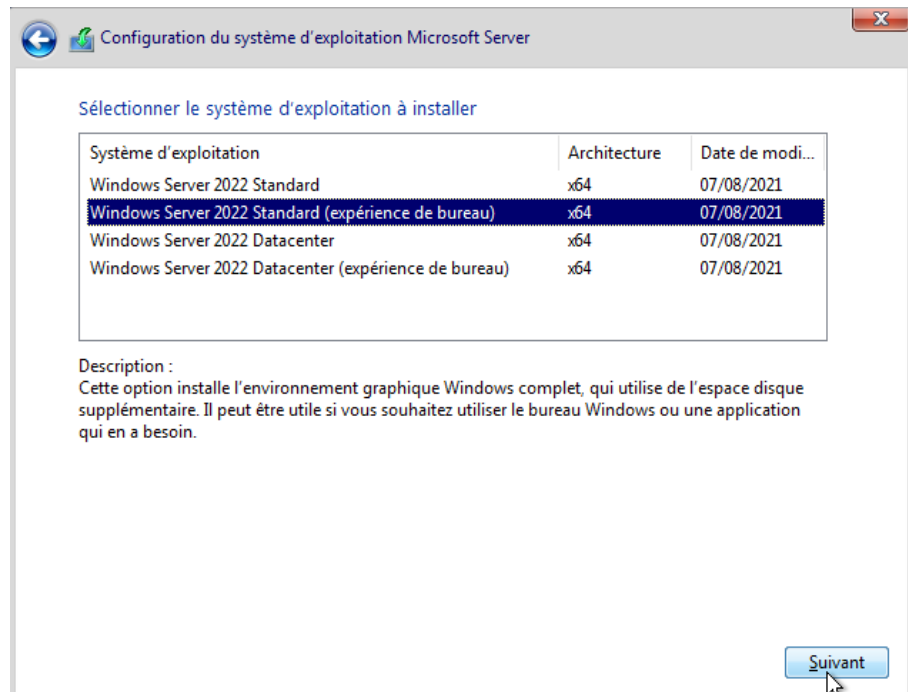 Configuration du système d'exploitation Microsoft Server
Sélectionner le système d'exploitation à installer
Système d'exploitation Architecture Date de modi...
Windows Server 2022 Standard x64 07/08/2021
Windows Server 2022 Standard (expérience de bureau) x64 07/08/2021
Windows Server 2022 Datacenter x64 07/08/2021
Windows Server 2022 Datacenter (expérience de bureau) x64 07/08/2021
Description :
Cette option installe l'environnement graphique Windows complet, qui utilise de l'espace disque
supplémentaire. Il peut être utile si vous souhaitez utiliser le bureau Windows ou une application
qui en a besoin.
Suivant